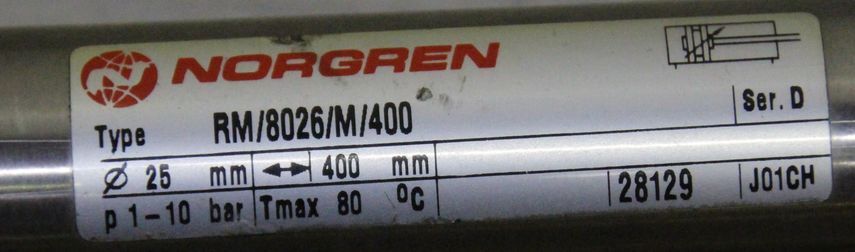 NORGREN
Type RM/8026/M/400 Ser. D
Ø 25 mm 400 mm
p 1-10 bar Tmax 80 °C 28129 J01CH